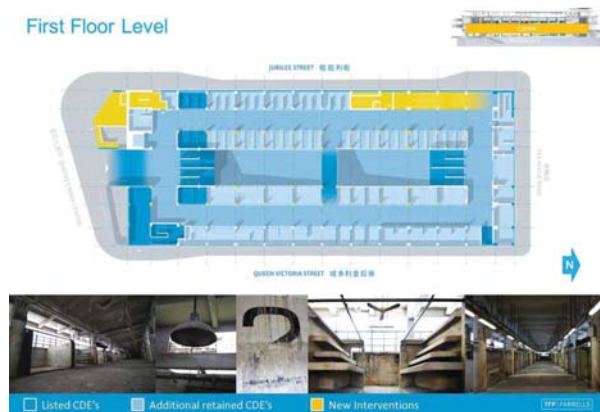 First Floor Level
JUBILEE STREET 租庇利街
QUEEN VICTORIA STREET 域多利皇后街
N
Listed CDE's
Additional retained CDE's
New Interventions
TFP FARRELLS